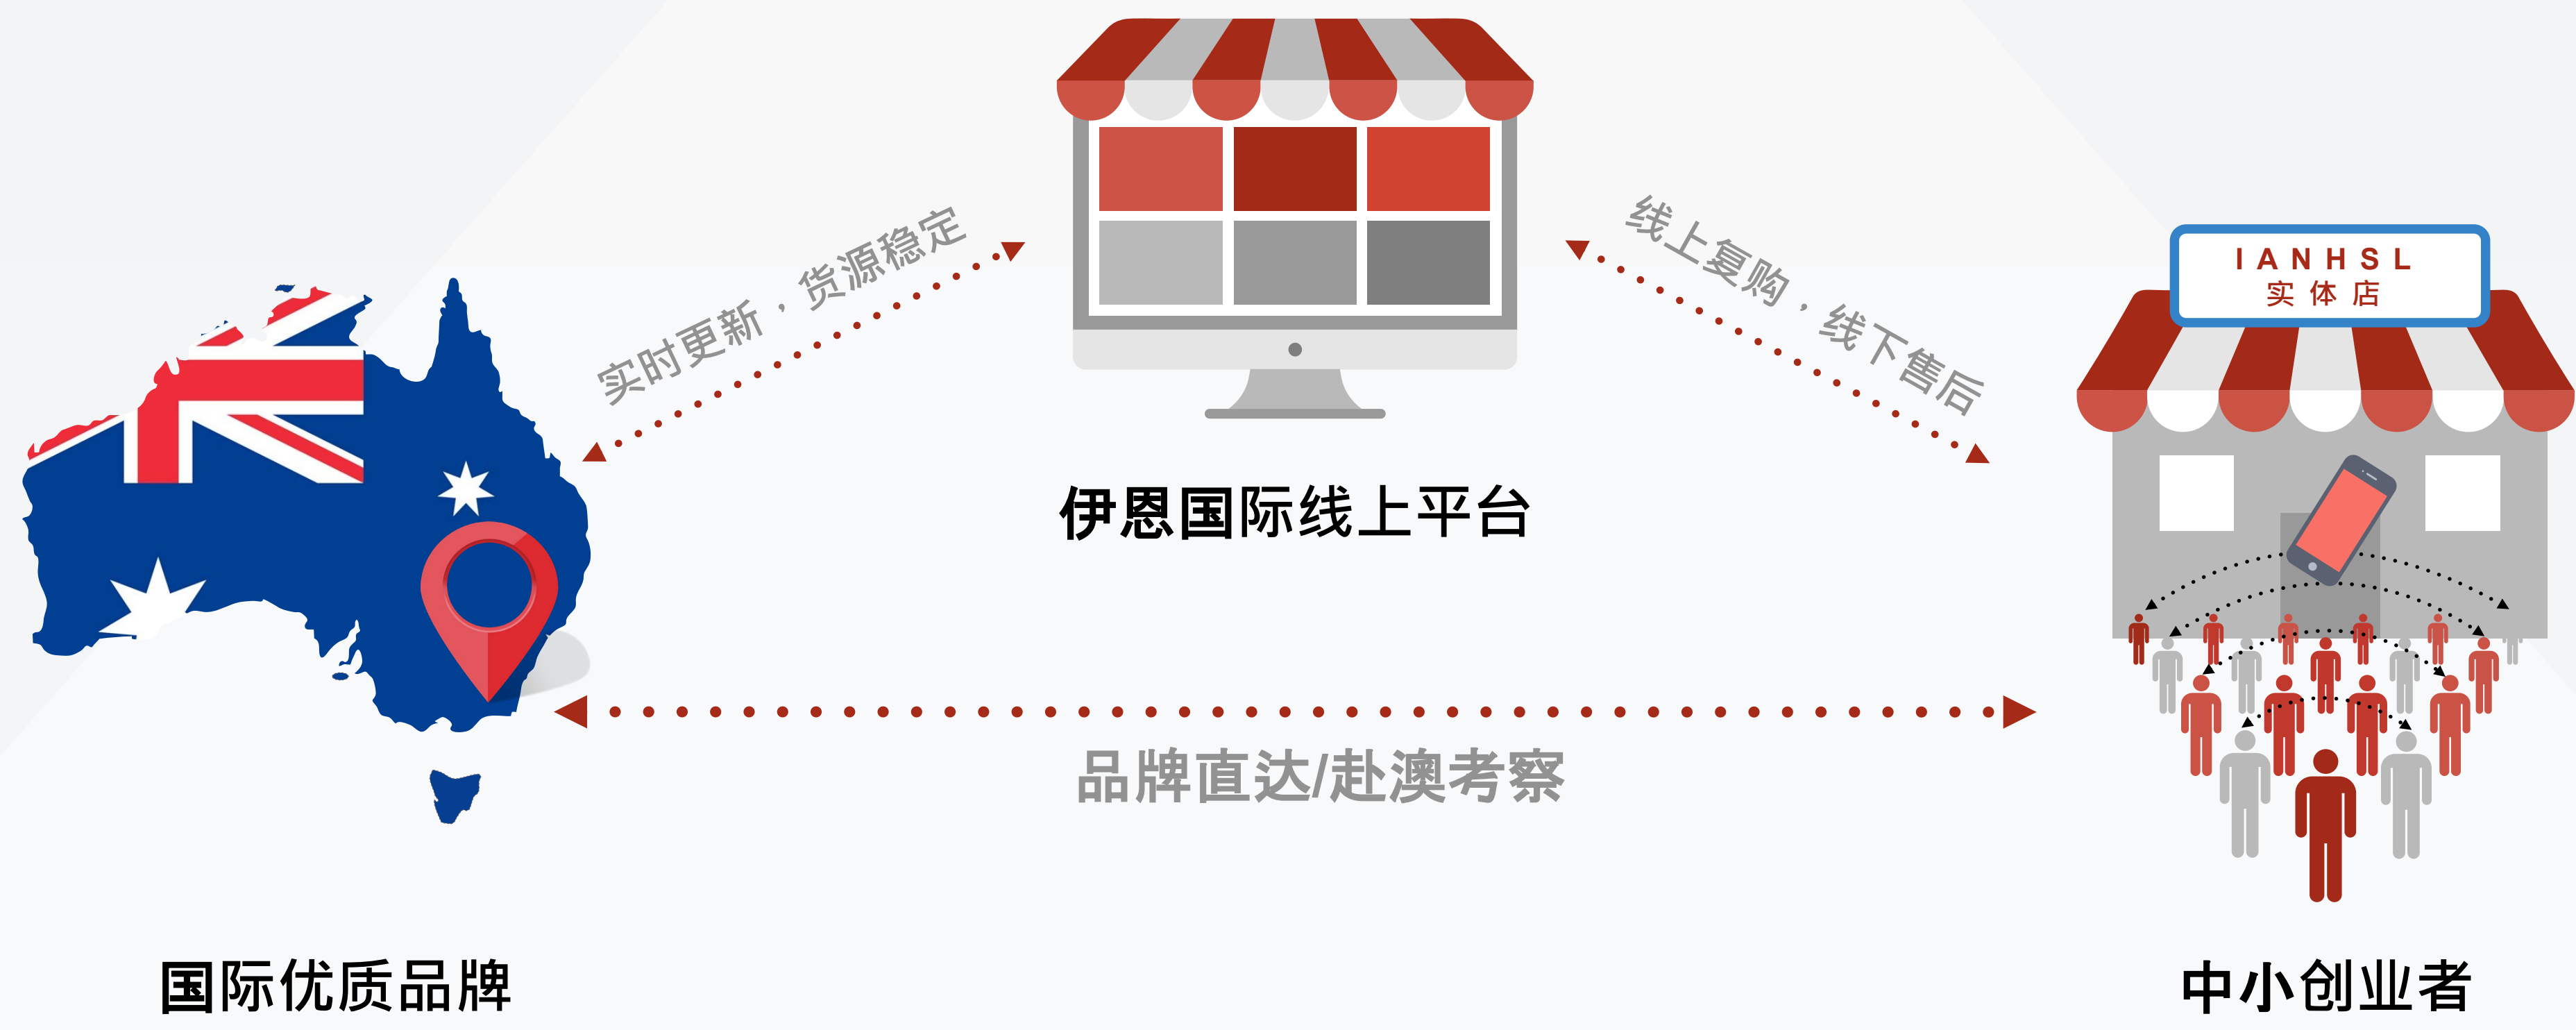 实时更新，货源稳定
线上复购，线下售后
IANHSL
实体店
伊恩国际线上平台
品牌直达/赴澳考察
国际优质品牌
中小创业者